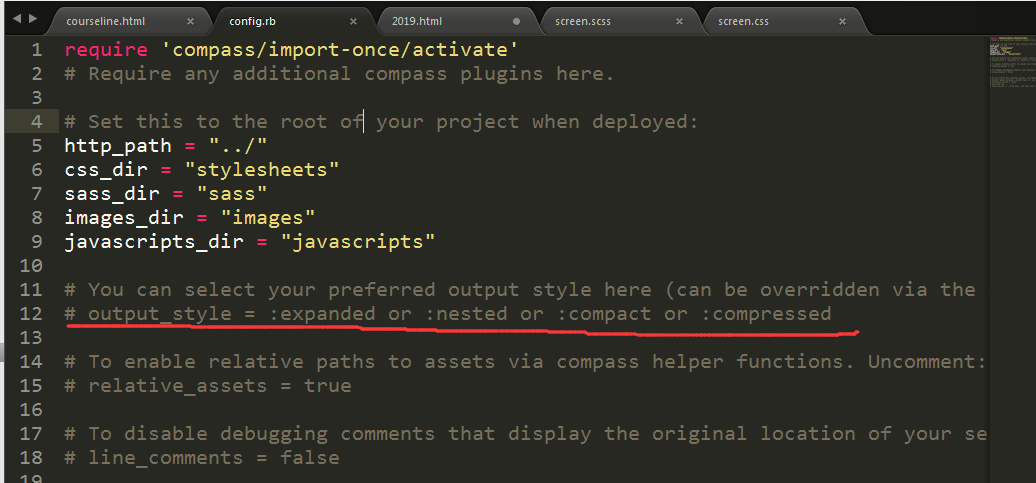 courseline.html × config.rb × 2019.html screen.scss × screen.css ×
1 require 'compass/import-once/activate'
2 # Require any additional compass plugins here.
3
4 # Set this to the root of your project when deployed:
5 http_path = "../"
6 css_dir = "stylesheets"
7 sass_dir = "sass"
8 images_dir = "images"
9 javascripts_dir = "javascripts"
10
11 # You can select your preferred output style here (can be overridden via the
12 # output_style = :expanded or :nested or :compact or :compressed
13
14 # To enable relative paths to assets via compass helper functions. Uncomment:
15 # relative_assets = true
16
17 # To disable debugging comments that display the original location of your se
18 # line_comments = false
19